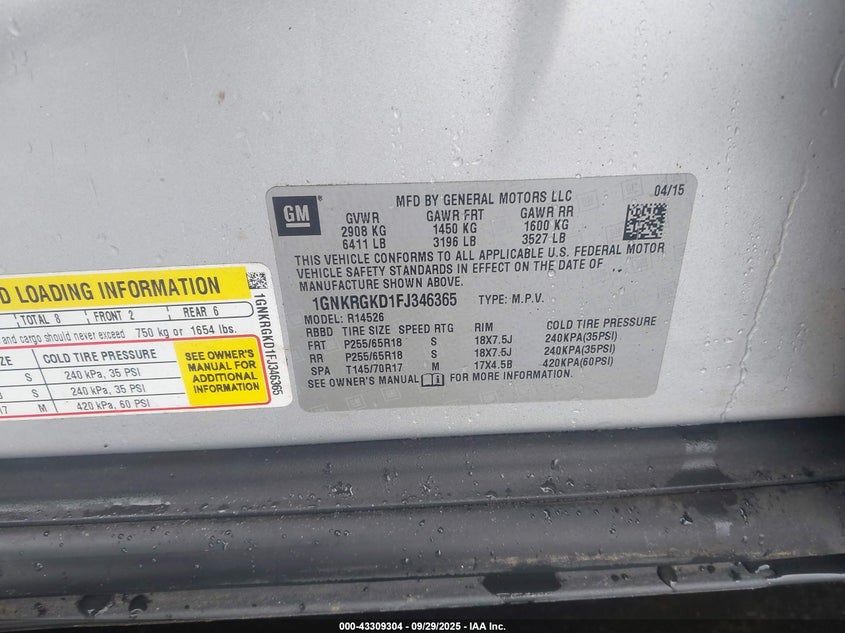 GM
MFD BY GENERAL MOTORS LLC
04/15
GVWR GAWR FRT GAWR RR
2908 KG 1450 KG 1600 KG
6411 LB 3196 LB 3527 LB
THIS VEHICLE CONFORMS TO ALL APPLICABLE U.S. FEDERAL MOTOR
VEHICLE SAFETY STANDARDS IN EFFECT ON THE DATE OF
MANUFACTURE SHOWN ABOVE.
1GNKRGKD1FJ346365 TYPE: M.P.V.
MODEL: R14526
RBBD TIRE SIZE SPEED RTG RIM COLD TIRE PRESSURE
FRT P255/65R18 S 18X7.5J 240KPA(35PSI)
RR P255/65R18 S 18X7.5J 240KPA(35PSI)
SPA T145/70R17 M 17X4.5B 420KPA(60PSI)
SEE OWNER'S MANUAL FOR MORE INFORMATION.
D LOADING INFORMATION
TOTAL 8 FRONT 2 REAR 6
and cargo should never exceed 750 kg or 1654 lbs.
SIZE COLD TIRE PRESSURE
S 240 kPa, 35 PSI
S 240 kPa, 35 PSI
17 M 420 kPa, 60 PSI
SEE OWNER'S
MANUAL FOR
ADDITIONAL
INFORMATION
1GNKRGKD1FJ346365
000-43309304 - 09/29/2025 - IAA Inc.